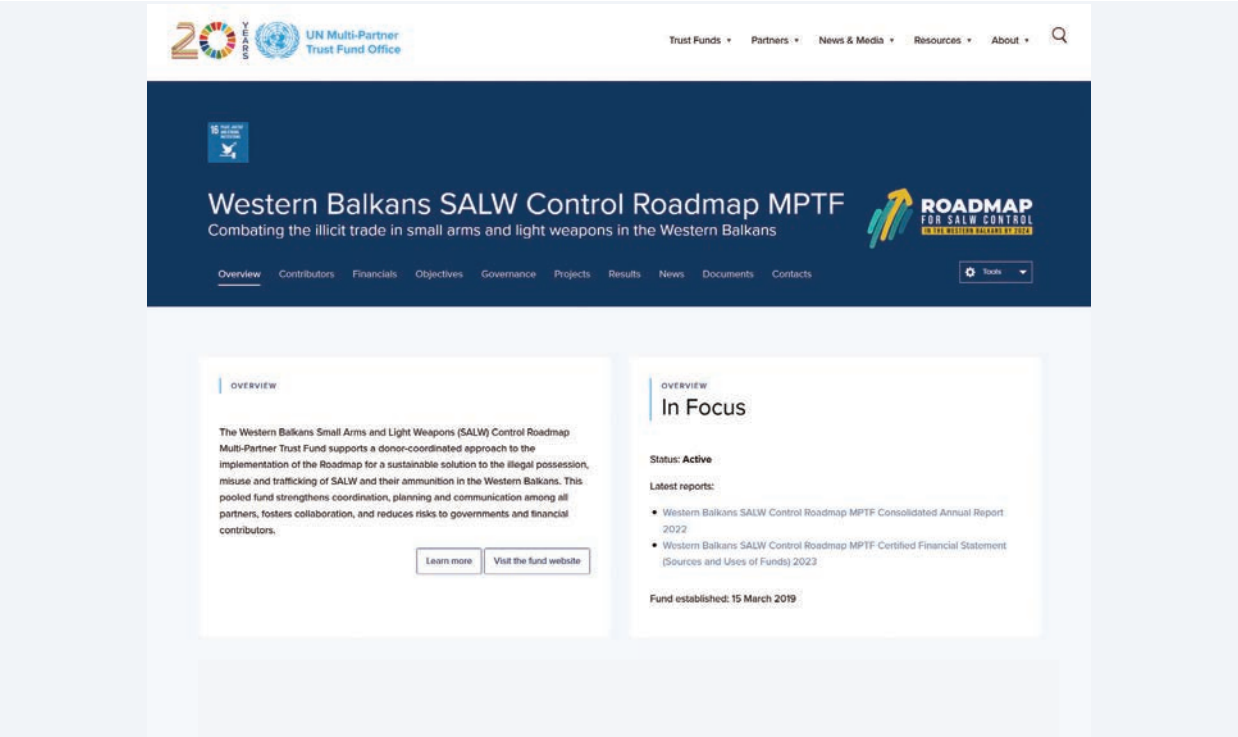 20 YEARS
UN Multi-Partner
Trust Fund Office
Trust Funds
Partners
News & Media
Resources
About
16 PEACE, JUSTICE
Western Balkans SALW Control Roadmap MPTF
Combating the illicit trade in small arms and light weapons in the Western Balkans
ROADMAP
FOR SALW CONTROL
IN THE WESTERN BALKANS BY 2024
Overview
Contributors
Financials
Objectives
Governance
Projects
Results
News
Documents
Contacts
Tools
OVERVIEW
The Western Balkans Small Arms and Light Weapons (SALW) Control Roadmap
Multi-Partner Trust Fund supports a donor-coordinated approach to the
implementation of the Roadmap for a sustainable solution to the illegal possession,
misuse and trafficking of SALW and their ammunition in the Western Balkans. This
pooled fund strengthens coordination, planning and communication among all
partners, fosters collaboration, and reduces risks to governments and financial
contributors.
Learn more
Visit the fund website
OVERVIEW
In Focus
Status: Active
Latest reports:
Western Balkans SALW Control Roadmap MPTF Consolidated Annual Report
2022
Western Balkans SALW Control Roadmap MPTF Certified Financial Statement
(Sources and Uses of Funds) 2023
Fund established: 15 March 2019